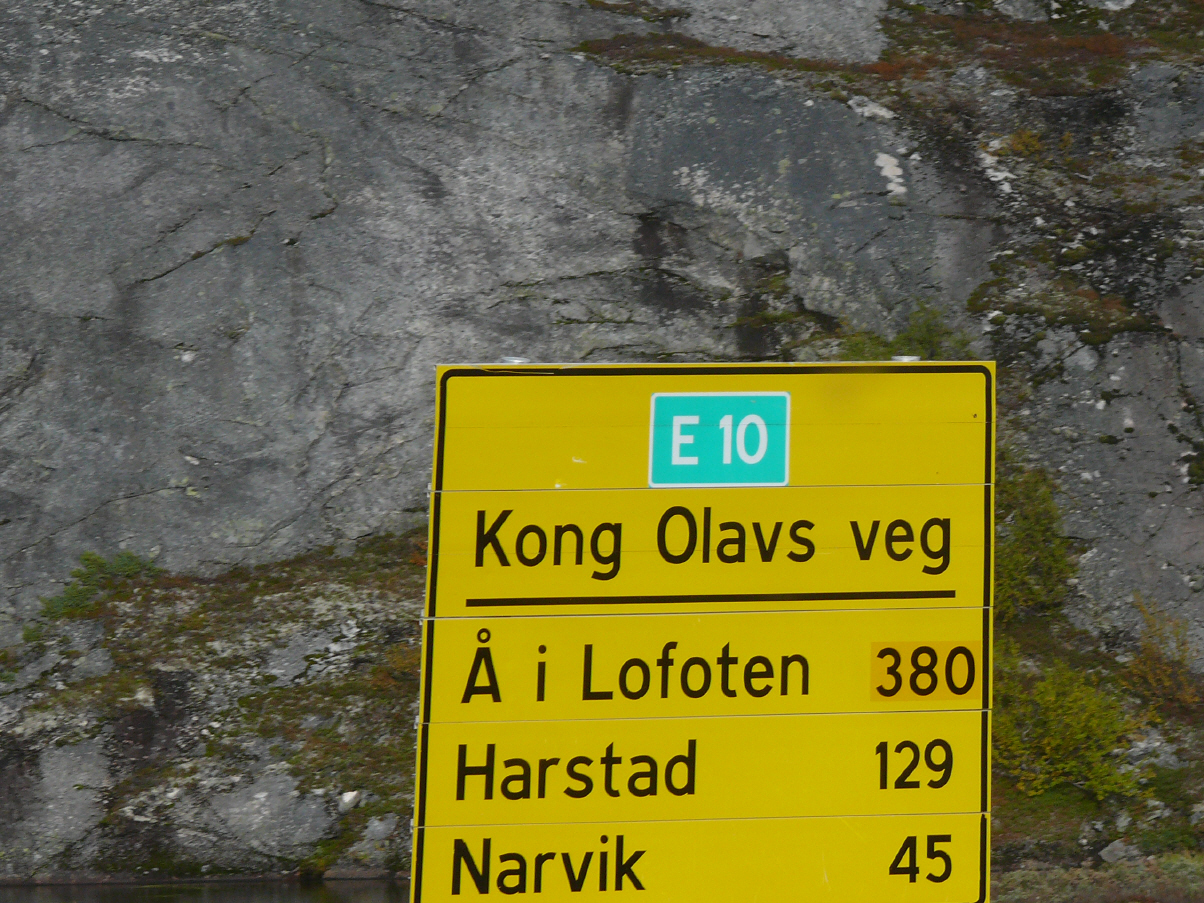 E 10
Kong Olavs veg
Å i Lofoten 380
Harstad 129
Narvik 45